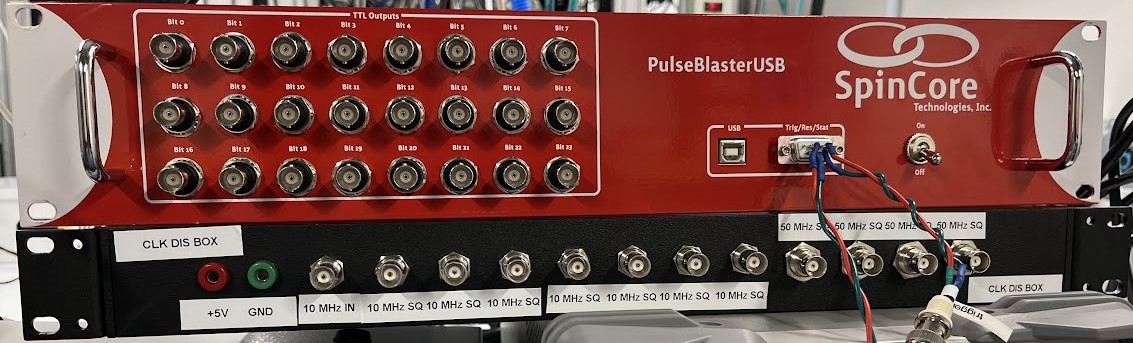 TTL Outputs
Bit 0 Bit 1 Bit 2 Bit 3 Bit 4 Bit 5 Bit 6 Bit 7
Bit 8 Bit 9 Bit 10 Bit 11 Bit 12 Bit 13 Bit 14 Bit 15
Bit 16 Bit 17 Bit 18 Bit 19 Bit 20 Bit 21 Bit 22 Bit 23
PulseBlasterUSB
SpinCore
Technologies, Inc.
USB Trig/Res/Stat
On
Off
CLK DIS BOX
50 MHz SQ 50 MHz SQ 50 MHz SQ 50 MHz SQ
+5V GND
10 MHz IN 10 MHz SQ 10 MHz SQ 10 MHz SQ 10 MHz SQ 10 MHz SQ 10 MHz SQ 10 MHz SQ
CLK DIS BOX
trigger